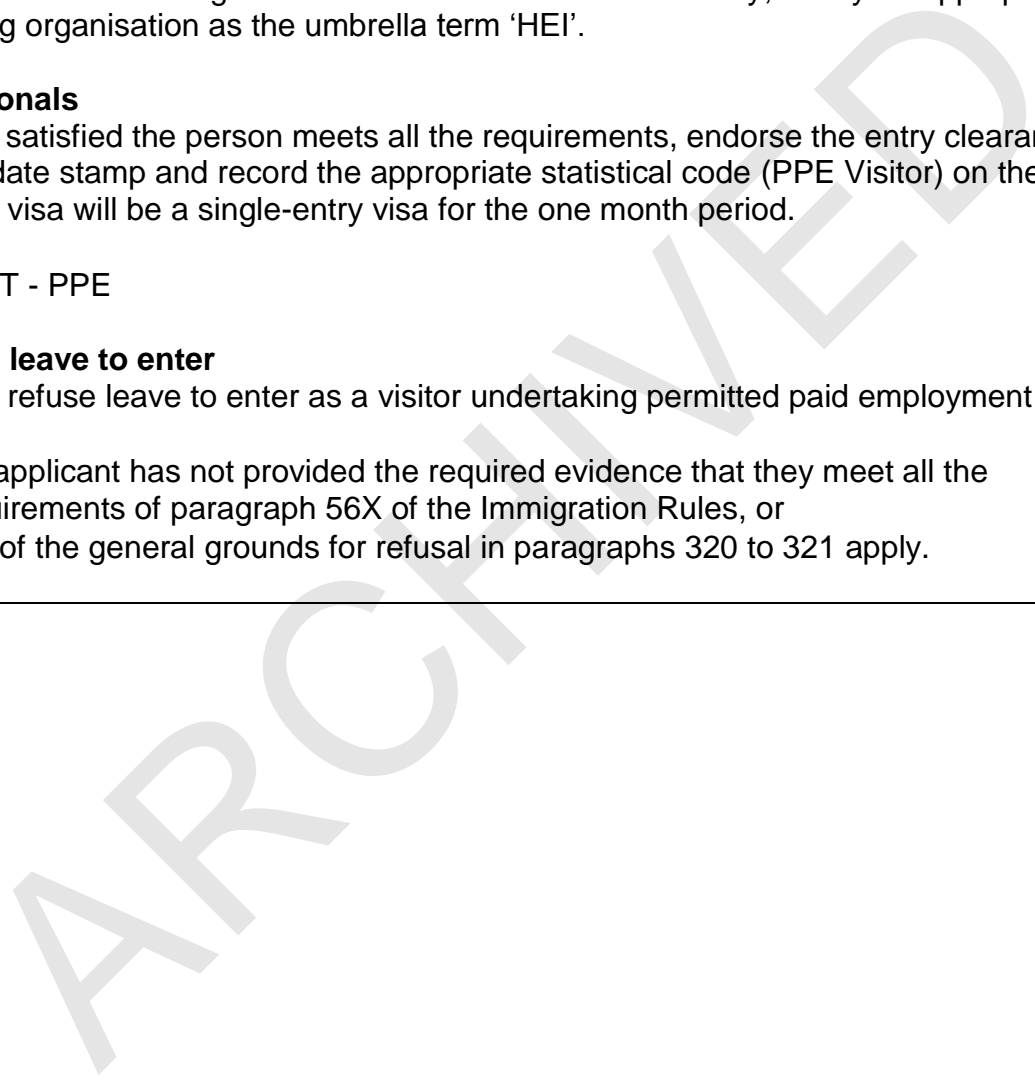 g organisation as the umbrella term ‘HEI’.
onals
satisfied the person meets all the requirements, endorse the entry cleara
date stamp and record the appropriate statistical code (PPE Visitor) on the
visa will be a single-entry visa for the one month period.
T - PPE
leave to enter
refuse leave to enter as a visitor undertaking permitted paid employment
applicant has not provided the required evidence that they meet all the
uirements of paragraph 56X of the Immigration Rules, or
of the general grounds for refusal in paragraphs 320 to 321 apply.
ARCHIVED